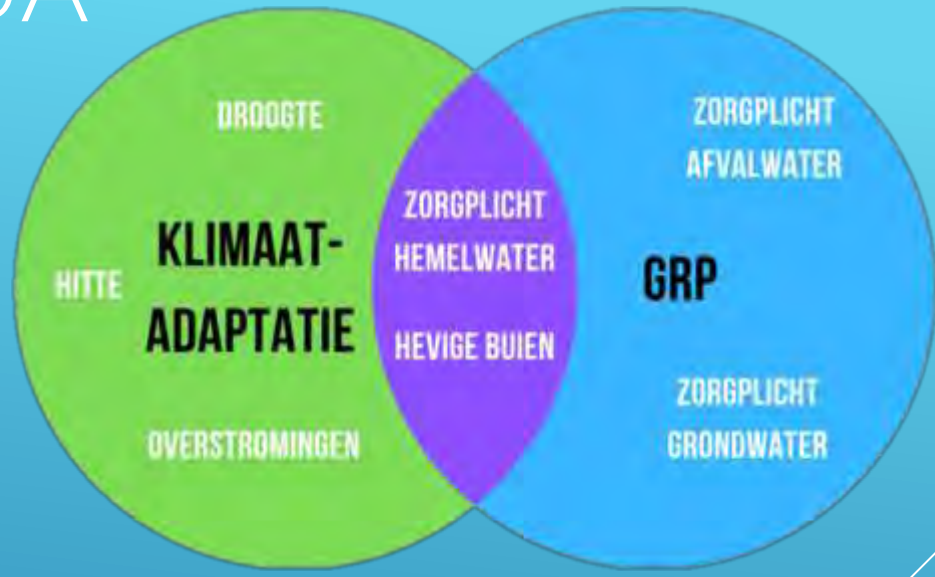 DROOGTE
KLIMAAT-
ADAPTATIE
HITTE
OVERSTROMINGEN
ZORGPLICHT
HEMELWATER
HEVIGE BUIEN
ZORGPLICHT
AFVALWATER
GRP
ZORGPLICHT
GRONDWATER